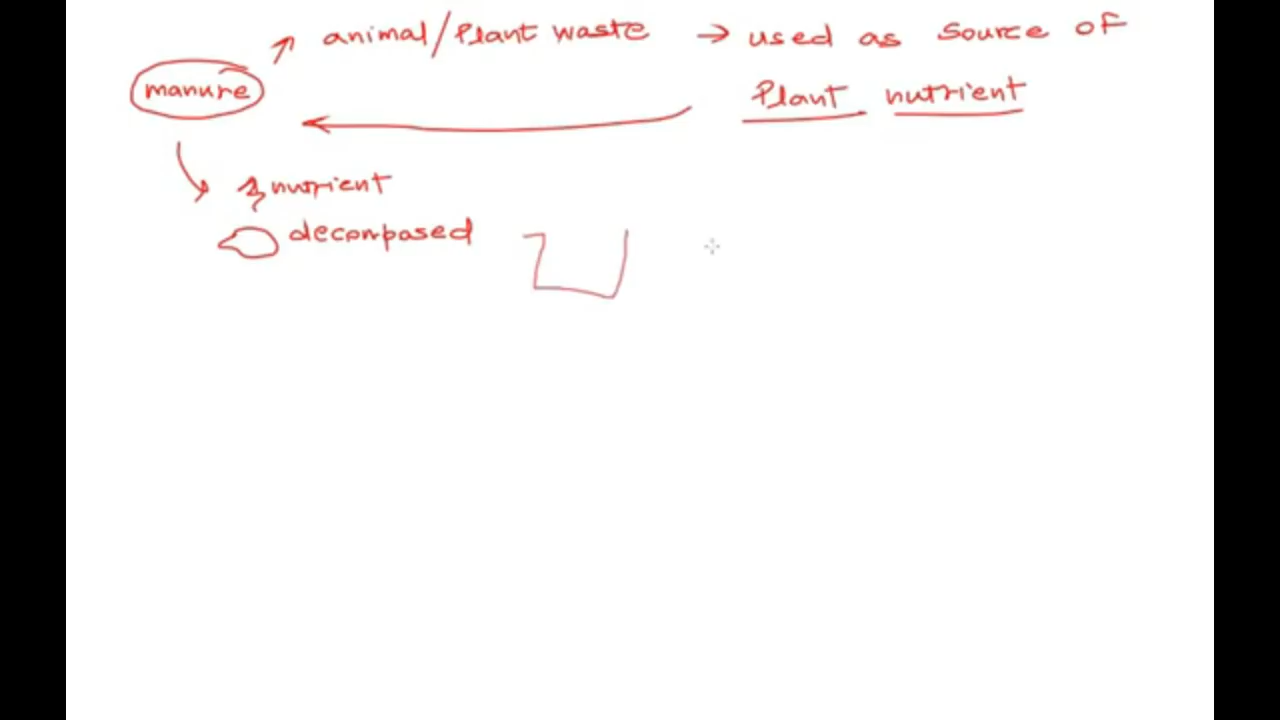 animal/Plant waste → used as source of
manure
Plant nutrient
nutrient
decomposed